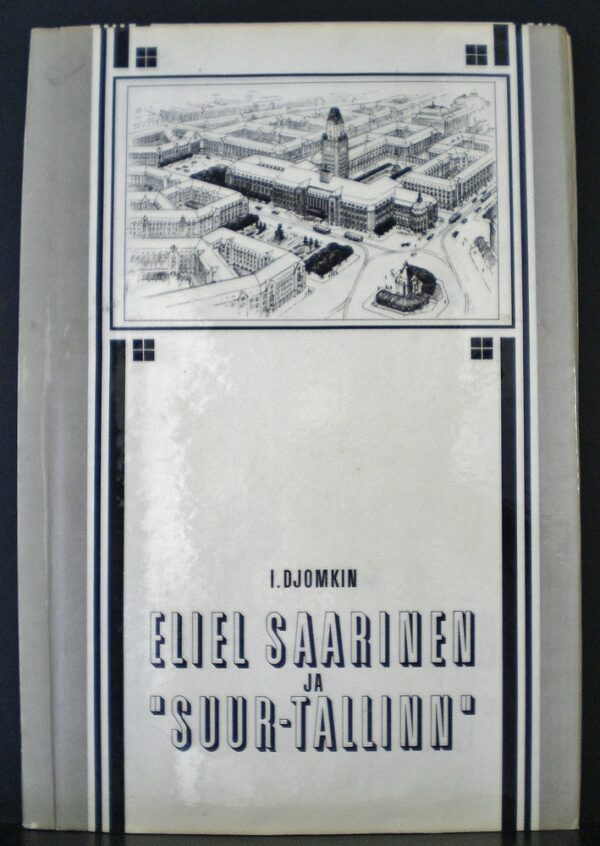 I.DJOMKIN
ELIEL SAARINEN
JA
"SUUR-TALLINN"